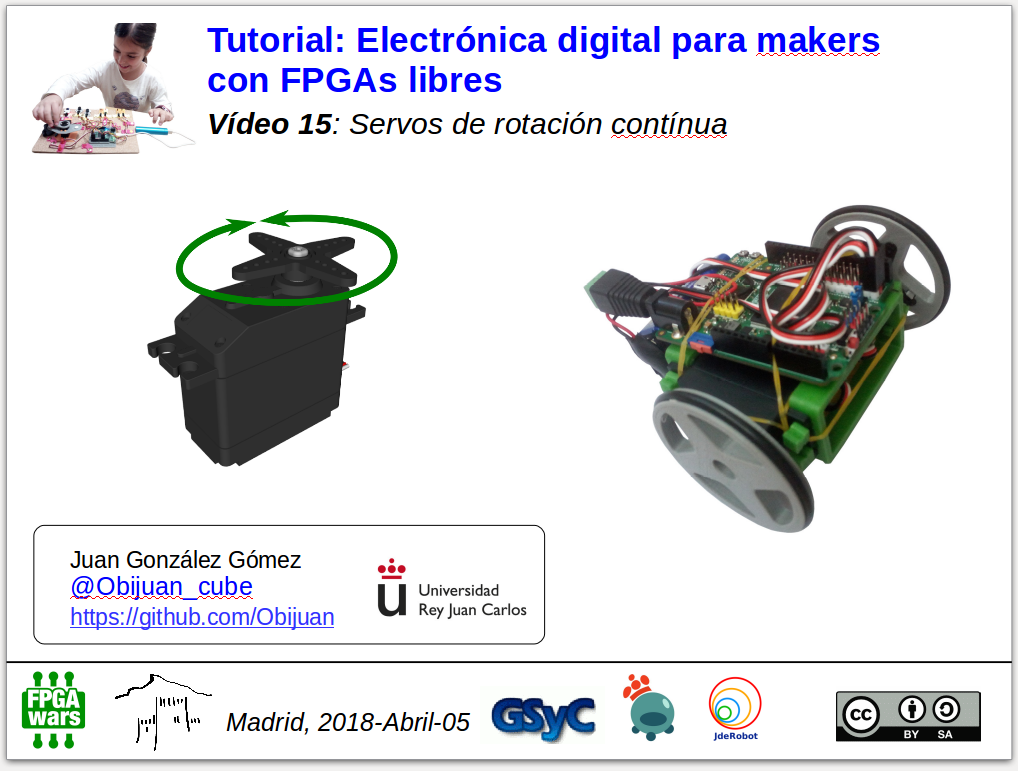 Tutorial: Electrónica digital para makers
con FPGAs libres
Vídeo 15: Servos de rotación contínua
Juan González Gómez
@Obijuan_cube
https://github.com/Obijuan
u
Universidad
Rey Juan Carlos
FPGA
wars
Madrid, 2018-Abril-05
GSyC
JdeRobot
cc
BY SA